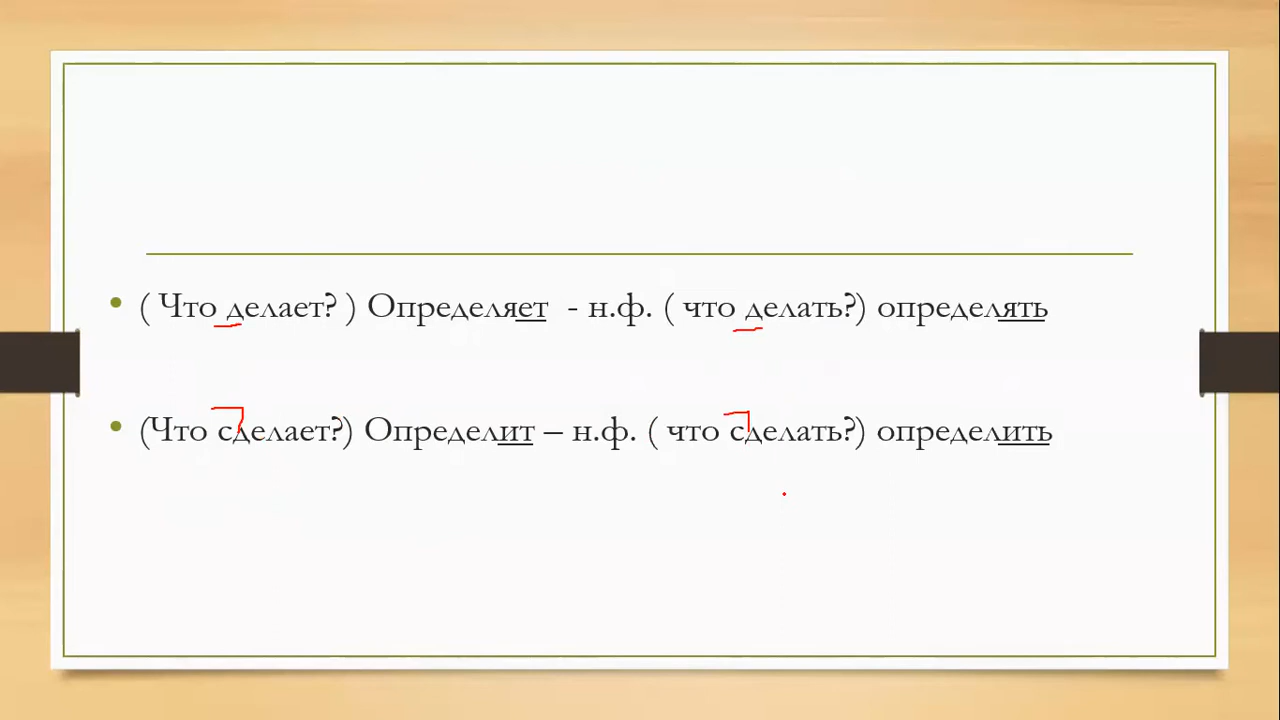 ( Что делает? ) Определяет - н.ф. ( что делать?) определять
(Что сделает?) Определит – н.ф. ( что сделать?) определить